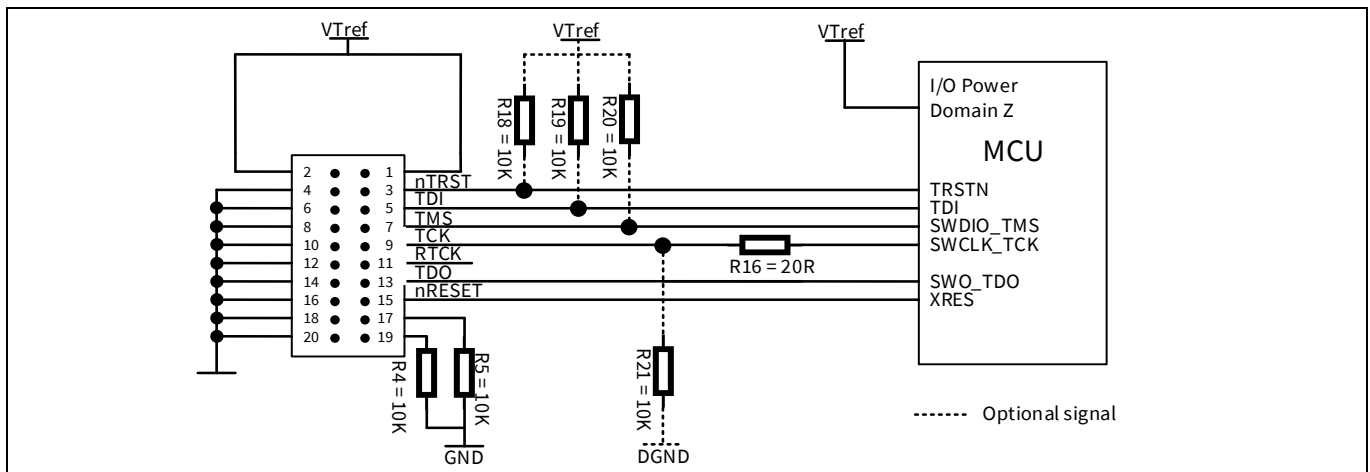 VTref
VTref
VTref
R18 = 10K
R19 = 10K
R20 = 10K
I/O Power
Domain Z
MCU
2 1
4 3 nTRST TRSTN
6 5 TDI TDI
8 7 TMS SWDIO_TMS
10 9 TCK SWCLK_TCK
12 11 RTCK
R16 = 20R
14 13 TDO SWO_TDO
16 15 nRESET XRES
18 17
20 19
R4 = 10K
R5 = 10K
R21 = 10K
Optional signal
GND
DGND